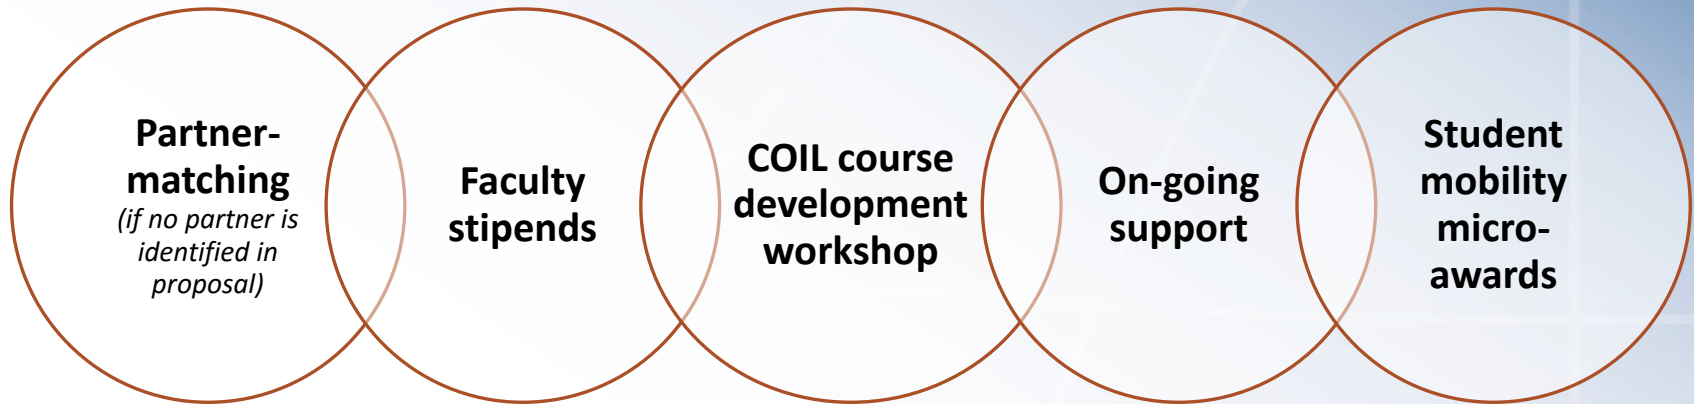 Partner-
matching
(if no partner is
identified in
proposal)
Faculty
stipends
COIL course
development
workshop
On-going
support
Student
mobility
micro-
awards